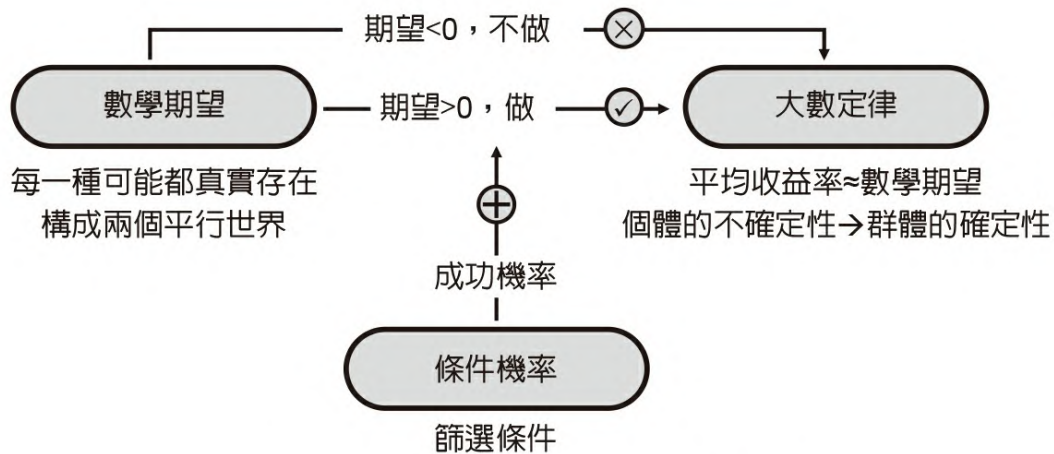 期望<0，不做
數學期望
期望>0，做
大數定律
每一種可能都真實存在
構成兩個平行世界
平均收益率≈數學期望
個體的不確定性→群體的確定性
成功機率
條件機率
篩選條件